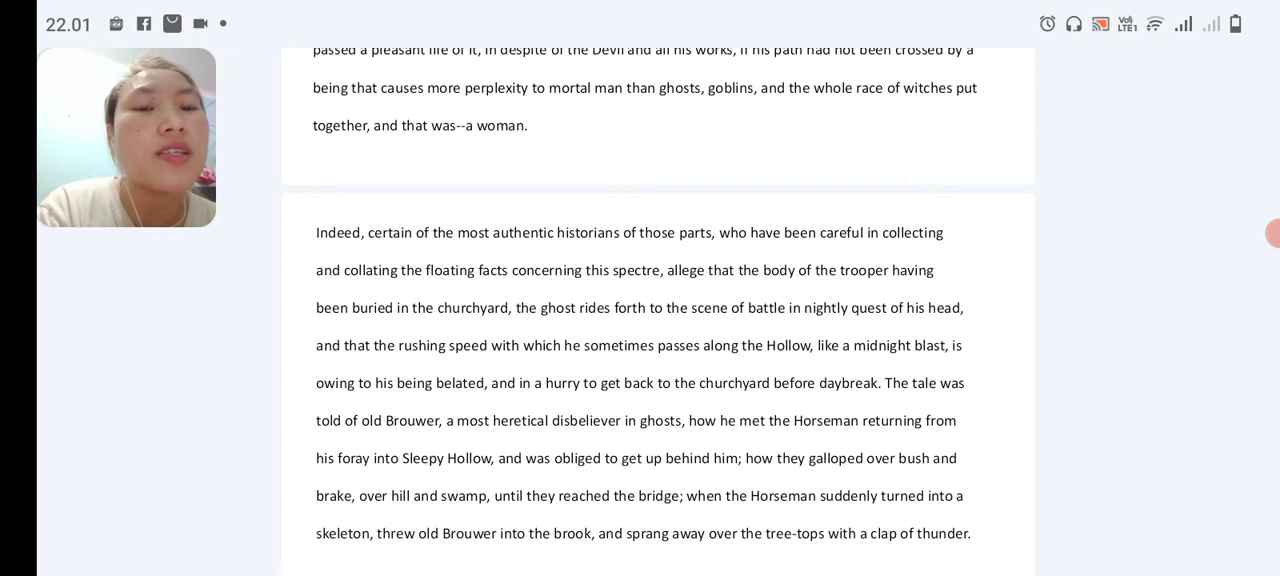 22.01
VoLTE1
passed a pleasant life of it, in despite of the Devil and all his works, if his path had not been crossed by a
being that causes more perplexity to mortal man than ghosts, goblins, and the whole race of witches put
together, and that was--a woman.
Indeed, certain of the most authentic historians of those parts, who have been careful in collecting
and collating the floating facts concerning this spectre, allege that the body of the trooper having
been buried in the churchyard, the ghost rides forth to the scene of battle in nightly quest of his head,
and that the rushing speed with which he sometimes passes along the Hollow, like a midnight blast, is
owing to his being belated, and in a hurry to get back to the churchyard before daybreak. The tale was
told of old Brouwer, a most heretical disbeliever in ghosts, how he met the Horseman returning from
his foray into Sleepy Hollow, and was obliged to get up behind him; how they galloped over bush and
brake, over hill and swamp, until they reached the bridge; when the Horseman suddenly turned into a
skeleton, threw old Brouwer into the brook, and sprang away over the tree-tops with a clap of thunder.